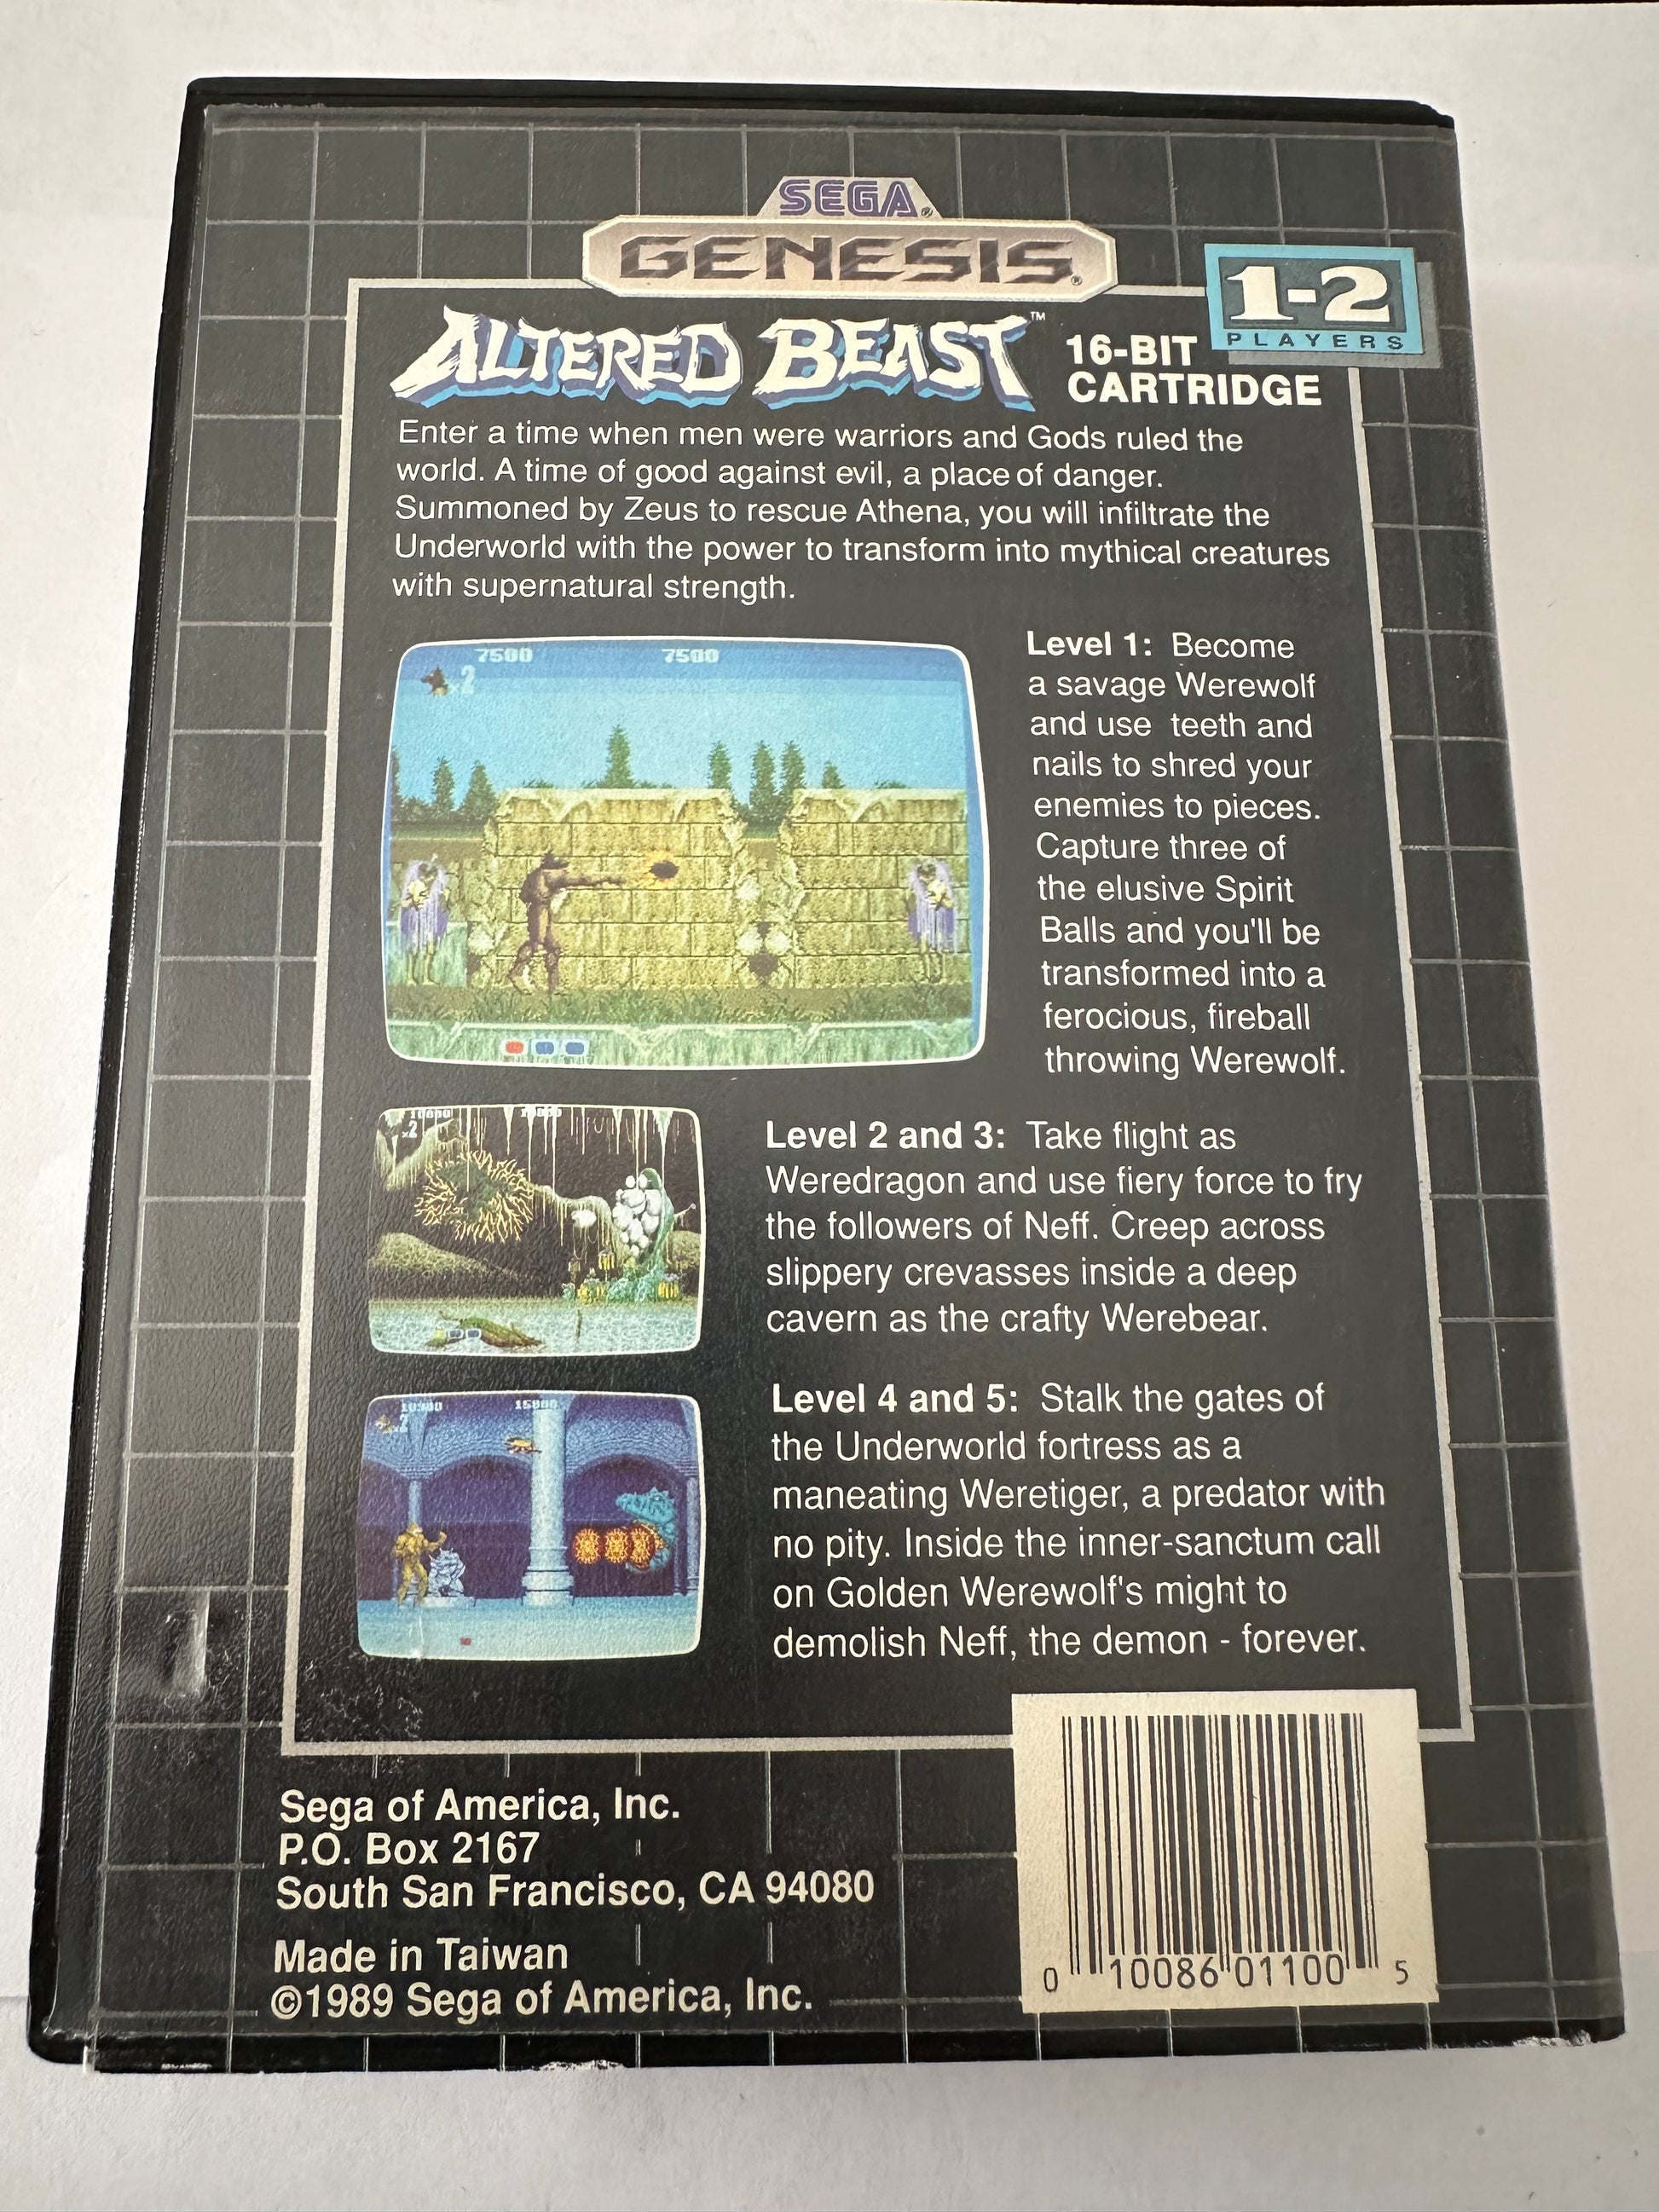 SEGA®
GENESIS®
1-2
PLAYERS
ALTERED BEAST™
16-BIT
CARTRIDGE
Enter a time when men were warriors and Gods ruled the
world. A time of good against evil, a place of danger.
Summoned by Zeus to rescue Athena, you will infiltrate the
Underworld with the power to transform into mythical creatures
with supernatural strength.
7500 7500
x2
Level 1: Become
a savage Werewolf
and use teeth and
nails to shred your
enemies to pieces.
Capture three of
the elusive Spirit
Balls and you'll be
transformed into a
ferocious, fireball
throwing Werewolf.
x2
Level 2 and 3: Take flight as
Weredragon and use fiery force to fry
the followers of Neff. Creep across
slippery crevasses inside a deep
cavern as the crafty Werebear.
x2
Level 4 and 5: Stalk the gates of
the Underworld fortress as a
maneating Weretiger, a predator with
no pity. Inside the inner-sanctum call
on Golden Werewolf's might to
demolish Neff, the demon - forever.
Sega of America, Inc.
P.O. Box 2167
South San Francisco, CA 94080
Made in Taiwan
©1989 Sega of America, Inc.
0 10086 01100 5